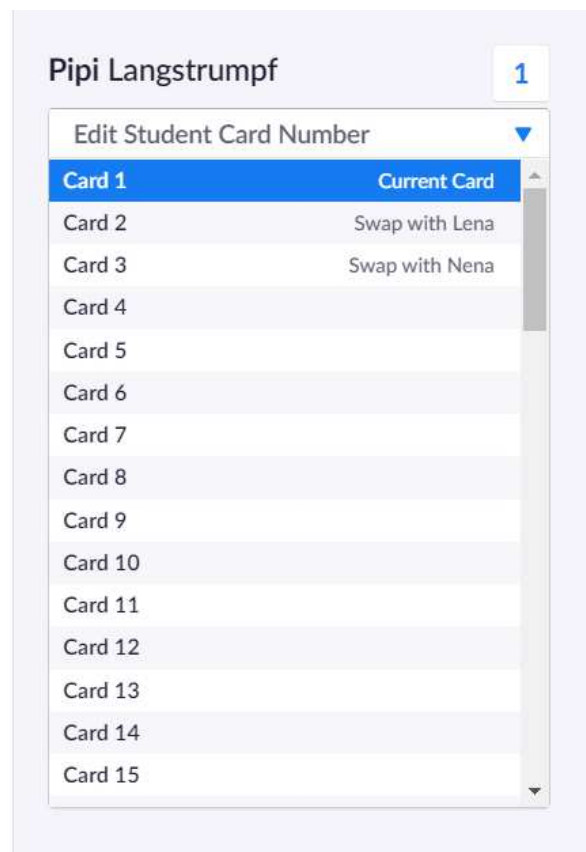 Pipi Langstrumpf 1
Edit Student Card Number
Card 1 Current Card
Card 2 Swap with Lena
Card 3 Swap with Nena
Card 4
Card 5
Card 6
Card 7
Card 8
Card 9
Card 10
Card 11
Card 12
Card 13
Card 14
Card 15